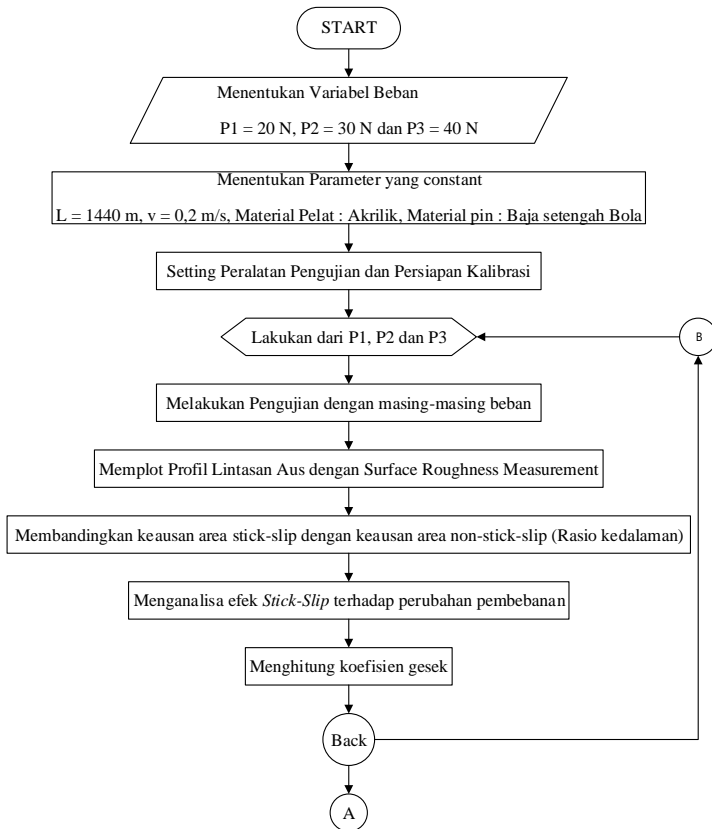 START
Menentukan Variabel Beban
P1 = 20 N, P2 = 30 N dan P3 = 40 N
Menentukan Parameter yang constant
L = 1440 m, v = 0,2 m/s, Material Pelat : Akrilik, Material pin : Baja setengah Bola
Setting Peralatan Pengujian dan Persiapan Kalibrasi
Lakukan dari P1, P2 dan P3
B
Melakukan Pengujian dengan masing-masing beban
Memplot Profil Lintasan Aus dengan Surface Roughness Measurement
Membandingkan keausan area stick-slip dengan keausan area non-stick-slip (Rasio kedalaman)
Menganalisa efek Stick-Slip terhadap perubahan pembebanan
Menghitung koefisien gesek
Back
A